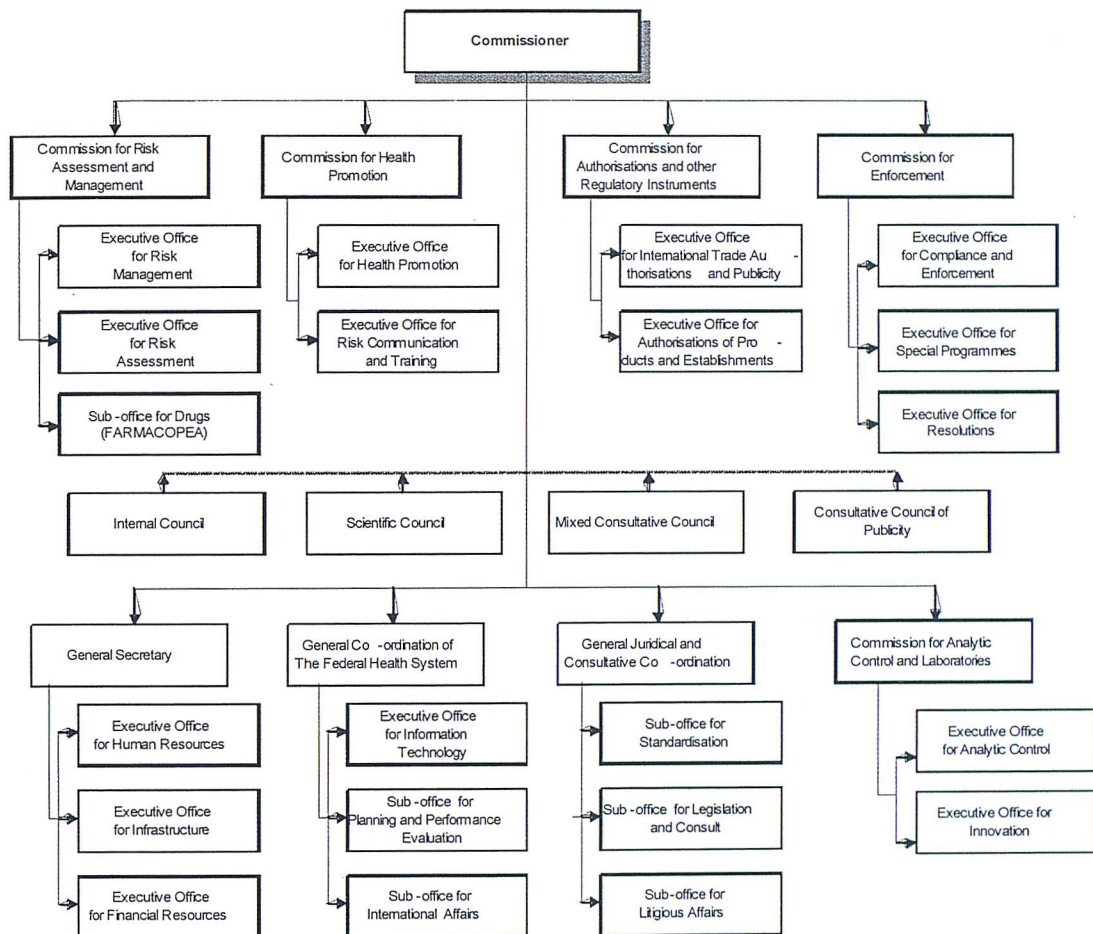 Commissioner
Commission for Risk
Assessment and
Management
Commission for Health
Promotion
Commission for
Authorisations and other
Regulatory Instruments
Commission for
Enforcement
Executive Office
for Risk
Management
Executive Office
for Risk
Assessment
Sub -office for Drugs
(FARMACOPEA)
Executive Office
for Health Promotion
Executive Office for
Risk Communication
and Training
Executive Office
for International Trade Au -
thorisations and Publicity
Executive Office for
Authorisations of Pro -
ducts and Establishments
Executive Office
for Compliance and
Enforcement
Executive Office for
Special Programmes
Executive Office for
Resolutions
Internal Council
Scientific Council
Mixed Consultative Council
Consultative Council of
Publicity
General Secretary
General Co -ordination of
The Federal Health System
General Juridical and
Consultative Co -ordination
Commission for Analytic
Control and Laboratories
Executive Office
for Human Resources
Executive Office
for Infrastructure
Executive Office
for Financial Resources
Executive Office
for Information
Technology
Sub -office for
Planning and Performance
Evaluation
Sub -office for
International Affairs
Sub -office for
Standardisation
Sub -office for Legislation
and Consult
Sub -office for
Litigious Affairs
Executive Office
for Analytic Control
Executive Office for
Innovation